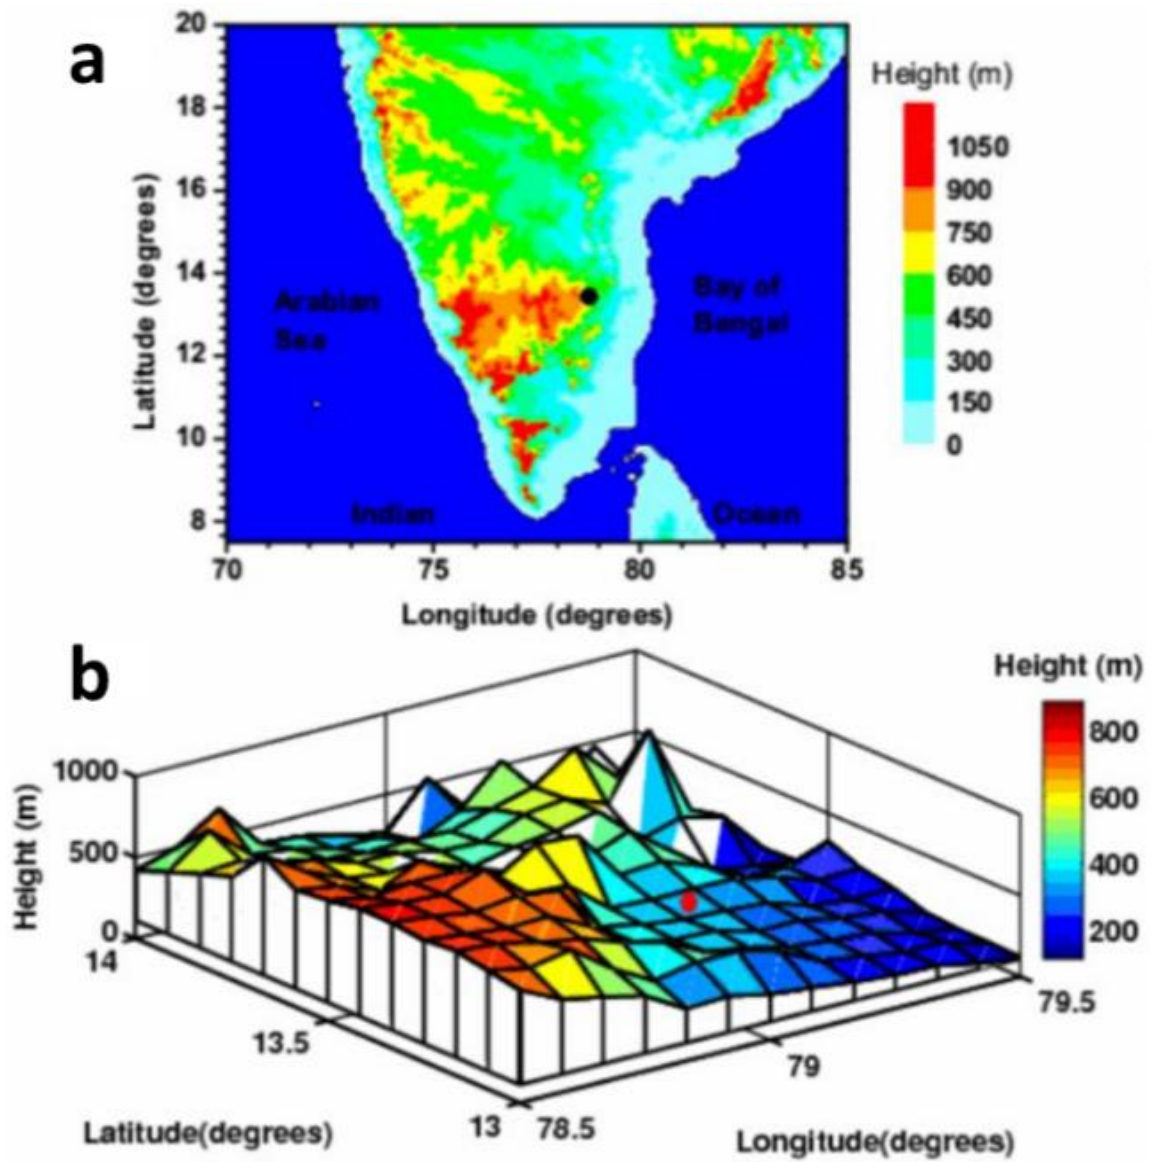 a
20
18
16
14
12
10
8
Latitude (degrees)
70
75
80
85
Longitude (degrees)
Arabian
Sea
Bay of
Bengal
Indian
Ocean
Height (m)
1050
900
750
600
450
300
150
0
b
1000
500
0
Height (m)
14
13.5
13
Latitude(degrees)
78.5
79
79.5
Longitude(degrees)
Height (m)
800
600
400
200